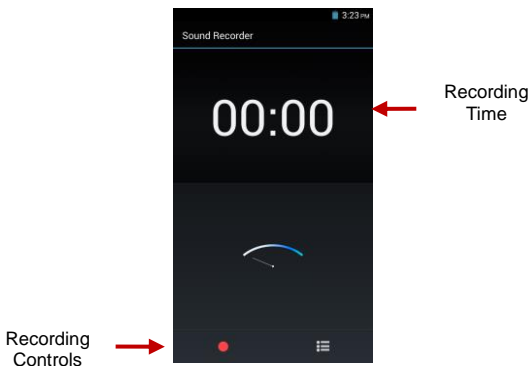 3:23 PM
Sound Recorder
00:00
Recording
Time
Recording
Controls